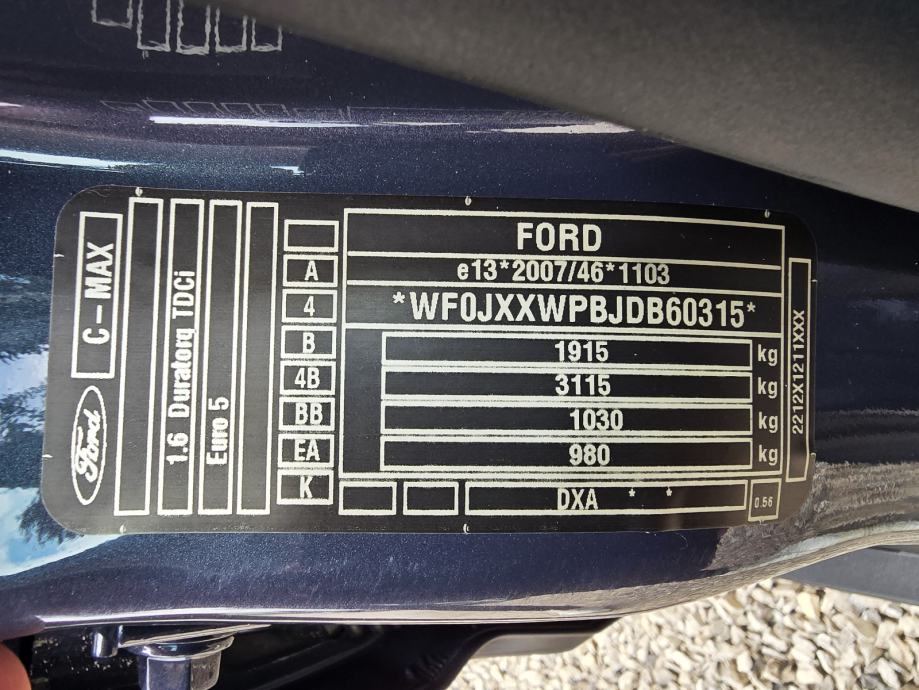 C-MAX
Ford
1.6 Duratorq TDCi
Euro 5
A
4
B
4B
BB
EA
K
FORD
e13*2007/46*1103
*WF0JXXWPBJDB60315*
1915 kg
3115 kg
1030 kg
980 kg
DXA * *
0.56
2212X1211XXX